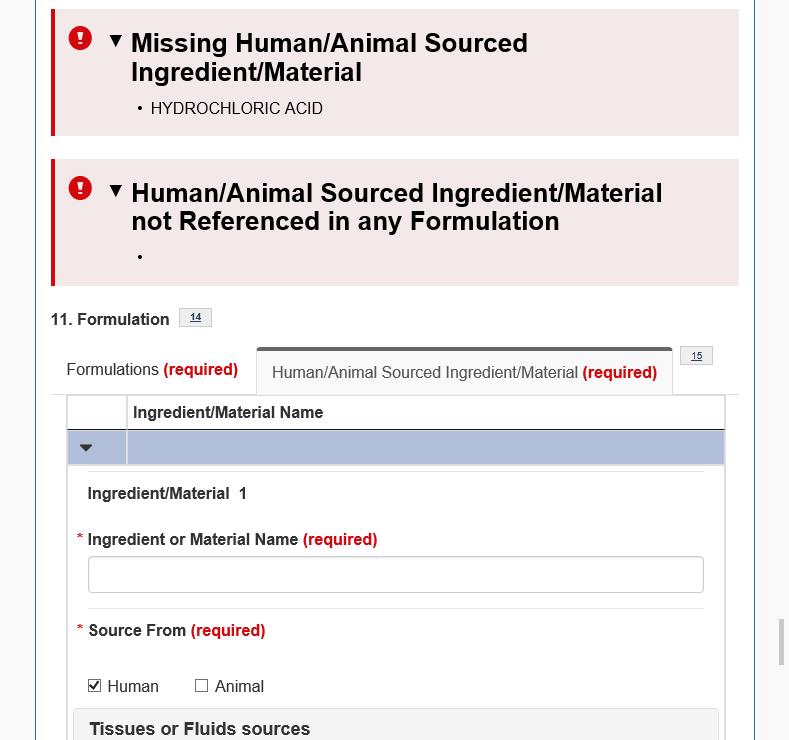 Missing Human/Animal Sourced
Ingredient/Material
• HYDROCHLORIC ACID
Human/Animal Sourced Ingredient/Material
not Referenced in any Formulation
•
11. Formulation 14
Formulations (required)
Human/Animal Sourced Ingredient/Material (required)
15
Ingredient/Material Name
Ingredient/Material 1
* Ingredient or Material Name (required)
* Source From (required)
Human
Animal
Tissues or Fluids sources